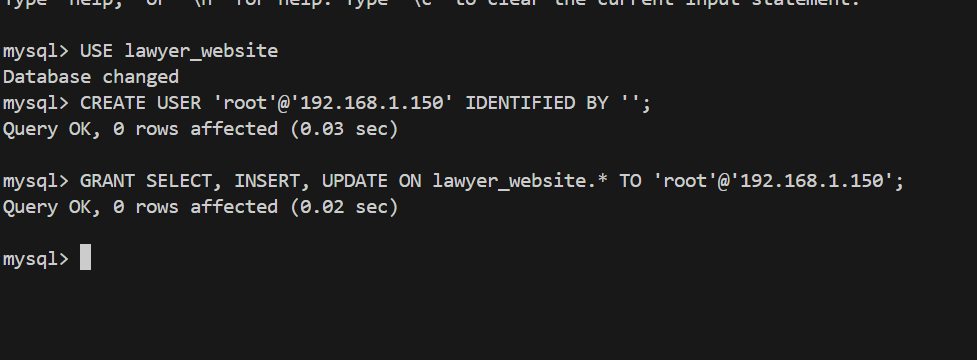 Type 'help;' or '\h' for help. Type '\c' to clear the current input statement.
mysql> USE lawyer_website
Database changed
mysql> CREATE USER 'root'@'192.168.1.150' IDENTIFIED BY '';
Query OK, 0 rows affected (0.03 sec)
mysql> GRANT SELECT, INSERT, UPDATE ON lawyer_website.* TO 'root'@'192.168.1.150';
Query OK, 0 rows affected (0.02 sec)
mysql>